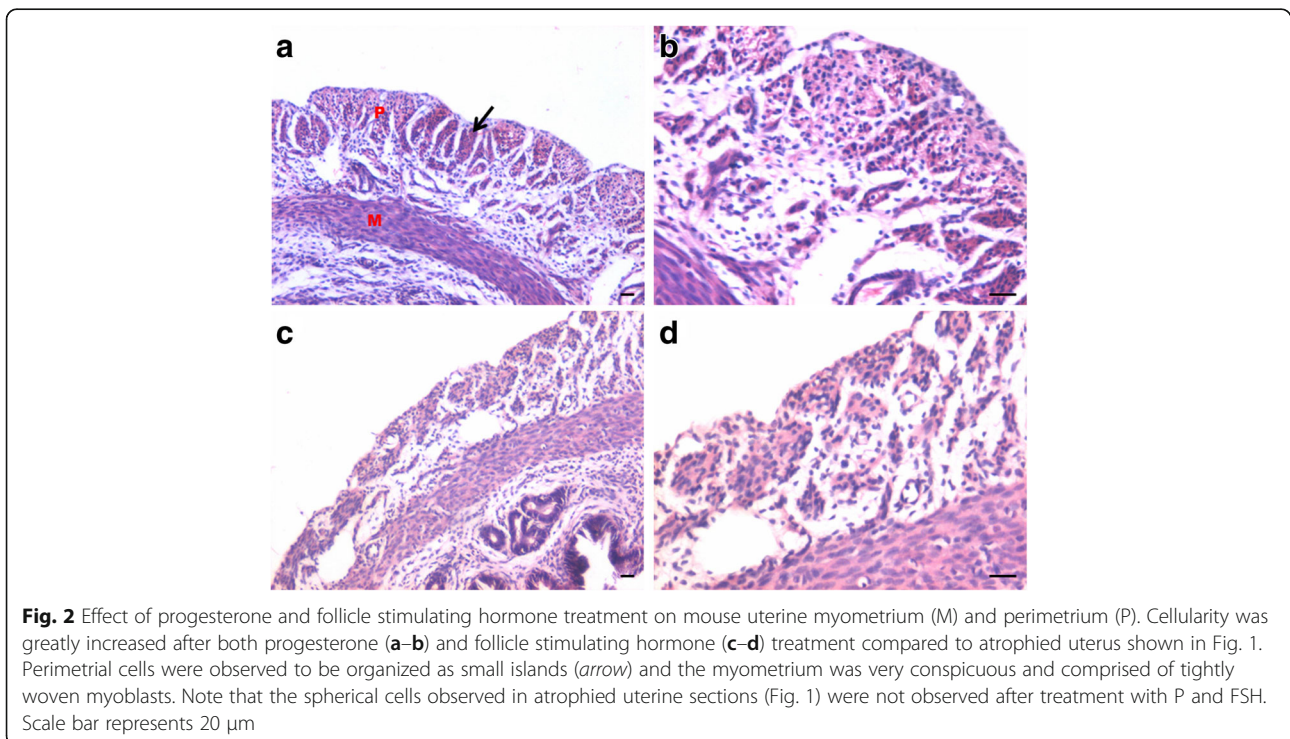 a
b
P
M
c
d
Fig. 2 Effect of progesterone and follicle stimulating hormone treatment on mouse uterine myometrium (M) and perimetrium (P). Cellularity was
greatly increased after both progesterone (a–b) and follicle stimulating hormone (c–d) treatment compared to atrophied uterus shown in Fig. 1.
Perimetrial cells were observed to be organized as small islands (arrow) and the myometrium was very conspicuous and comprised of tightly
woven myoblasts. Note that the spherical cells observed in atrophied uterine sections (Fig. 1) were not observed after treatment with P and FSH.
Scale bar represents 20 μm